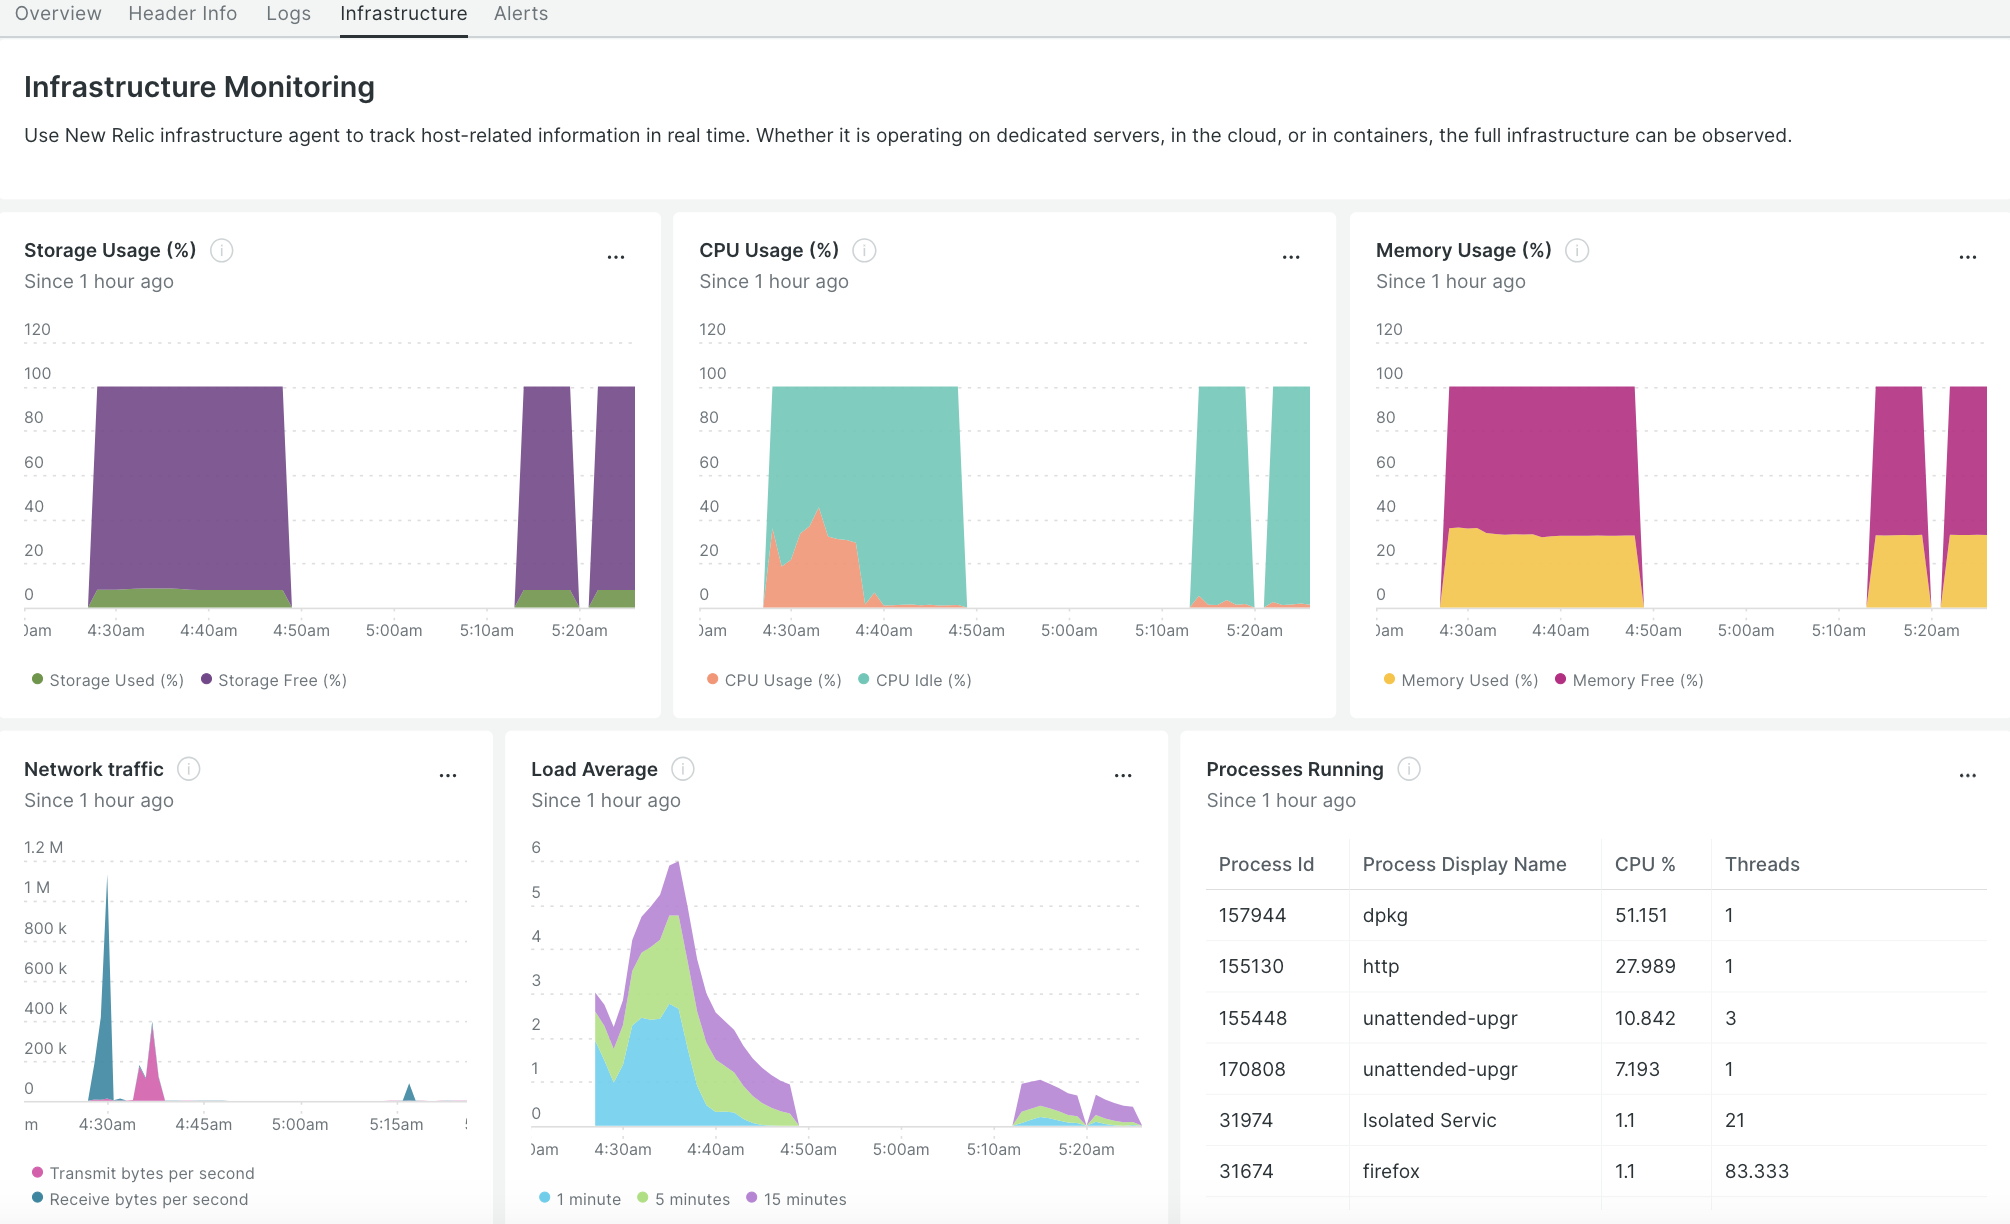 Overview Header Info Logs Infrastructure Alerts
Infrastructure Monitoring
Use New Relic infrastructure agent to track host-related information in real time. Whether it is operating on dedicated servers, in the cloud, or in containers, the full infrastructure can be observed.
Storage Usage (%)
Since 1 hour ago
120
100
80
60
40
20
0
0am 4:30am 4:40am 4:50am 5:00am 5:10am 5:20am
Storage Used (%) Storage Free (%)
CPU Usage (%)
Since 1 hour ago
120
100
80
60
40
20
0
0am 4:30am 4:40am 4:50am 5:00am 5:10am 5:20am
CPU Usage (%) CPU Idle (%)
Memory Usage (%)
Since 1 hour ago
120
100
80
60
40
20
0
0am 4:30am 4:40am 4:50am 5:00am 5:10am 5:20am
Memory Used (%) Memory Free (%)
Network traffic
Since 1 hour ago
1.2 M
1 M
800 k
600 k
400 k
200 k
0
m 4:30am 4:45am 5:00am 5:15am
Transmit bytes per second
Receive bytes per second
Load Average
Since 1 hour ago
6
5
4
3
2
1
0
0am 4:30am 4:40am 4:50am 5:00am 5:10am 5:20am
1 minute 5 minutes 15 minutes
Processes Running
Since 1 hour ago
Process Id Process Display Name CPU % Threads
157944 dpkg 51.151 1
155130 http 27.989 1
155448 unattended-upgr 10.842 3
170808 unattended-upgr 7.193 1
31974 Isolated Servic 1.1 21
31674 firefox 1.1 83.333